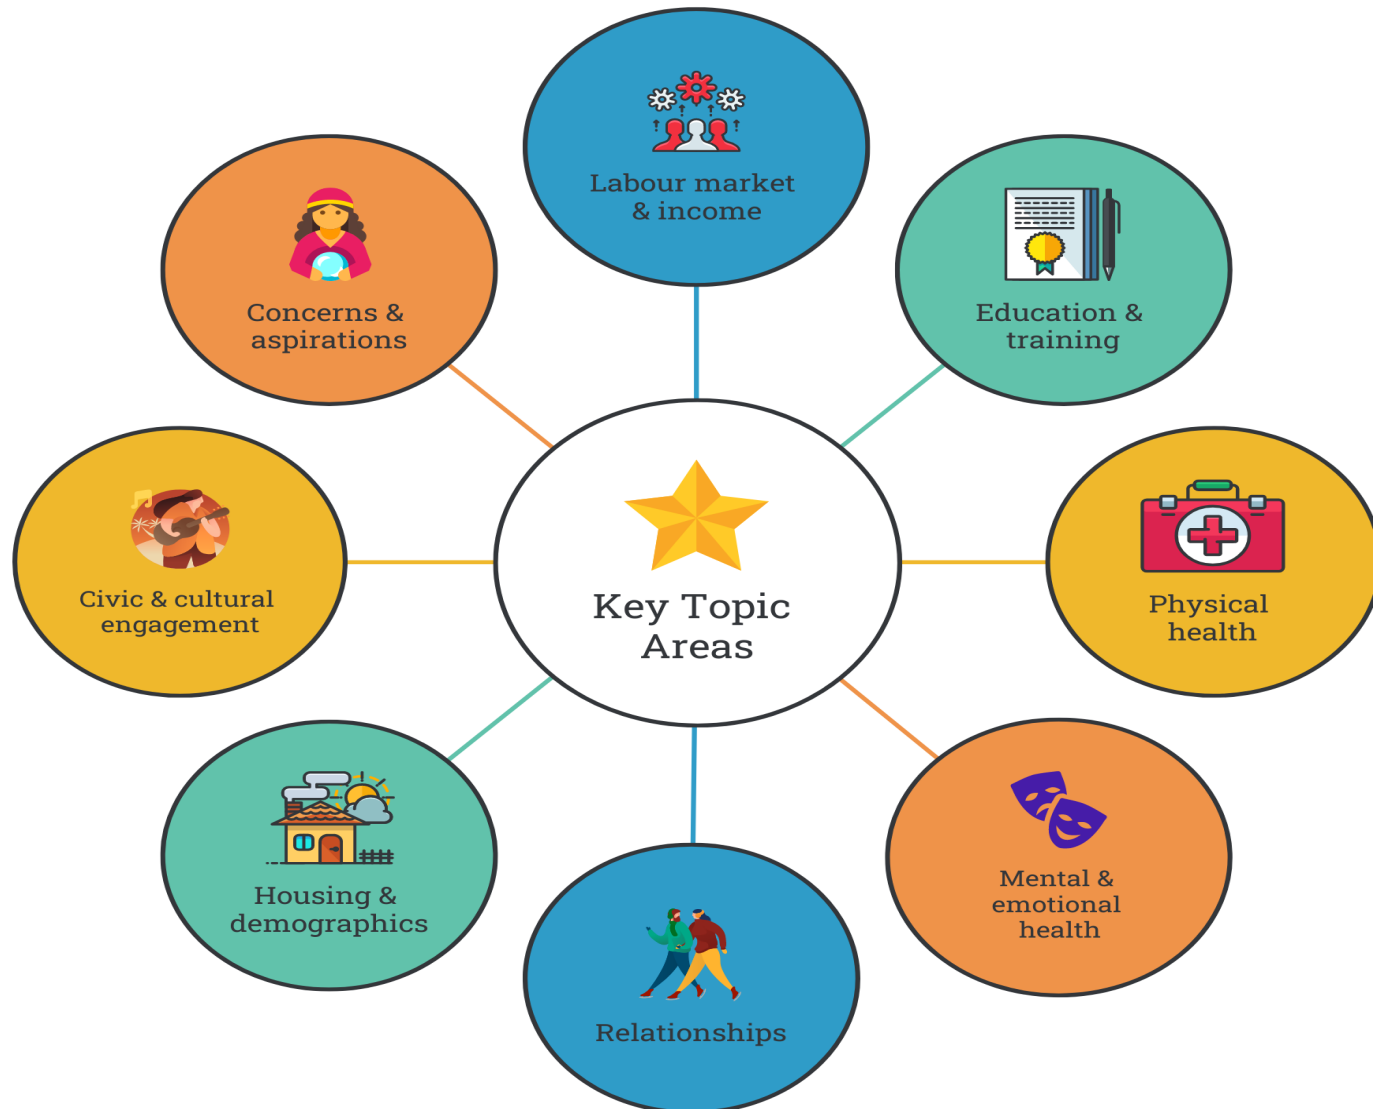 Labour market
& income
Education &
training
Physical
health
Mental &
emotional
health
Relationships
Housing &
demographics
Civic & cultural
engagement
Concerns &
aspirations
Key Topic
Areas